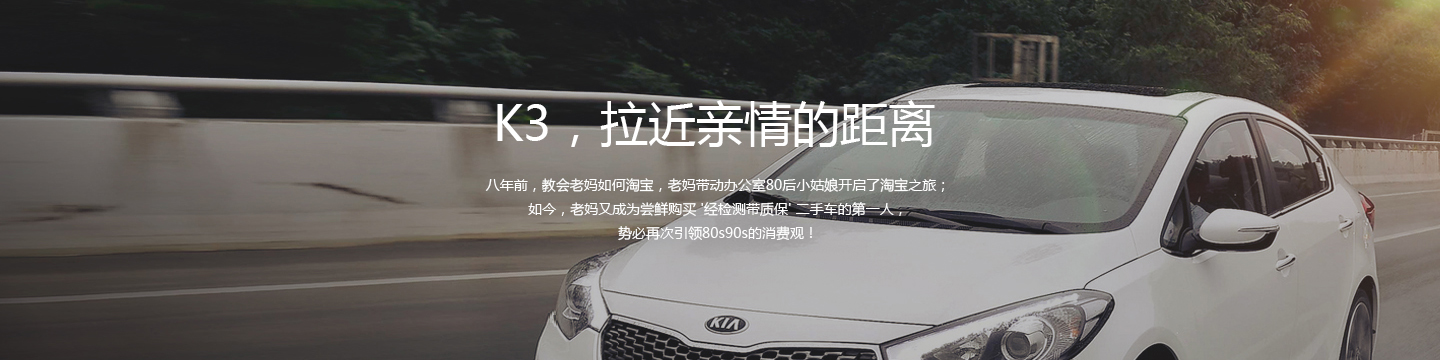 K3，拉近亲情的距离
八年前，教会老妈如何淘宝，老妈带动办公室80后小姑娘开启了淘宝之旅；
如今，老妈又成为尝鲜购买 '经检测带质保' 二手车的第一人，
势必再次引领80s90s的消费观！
KIA